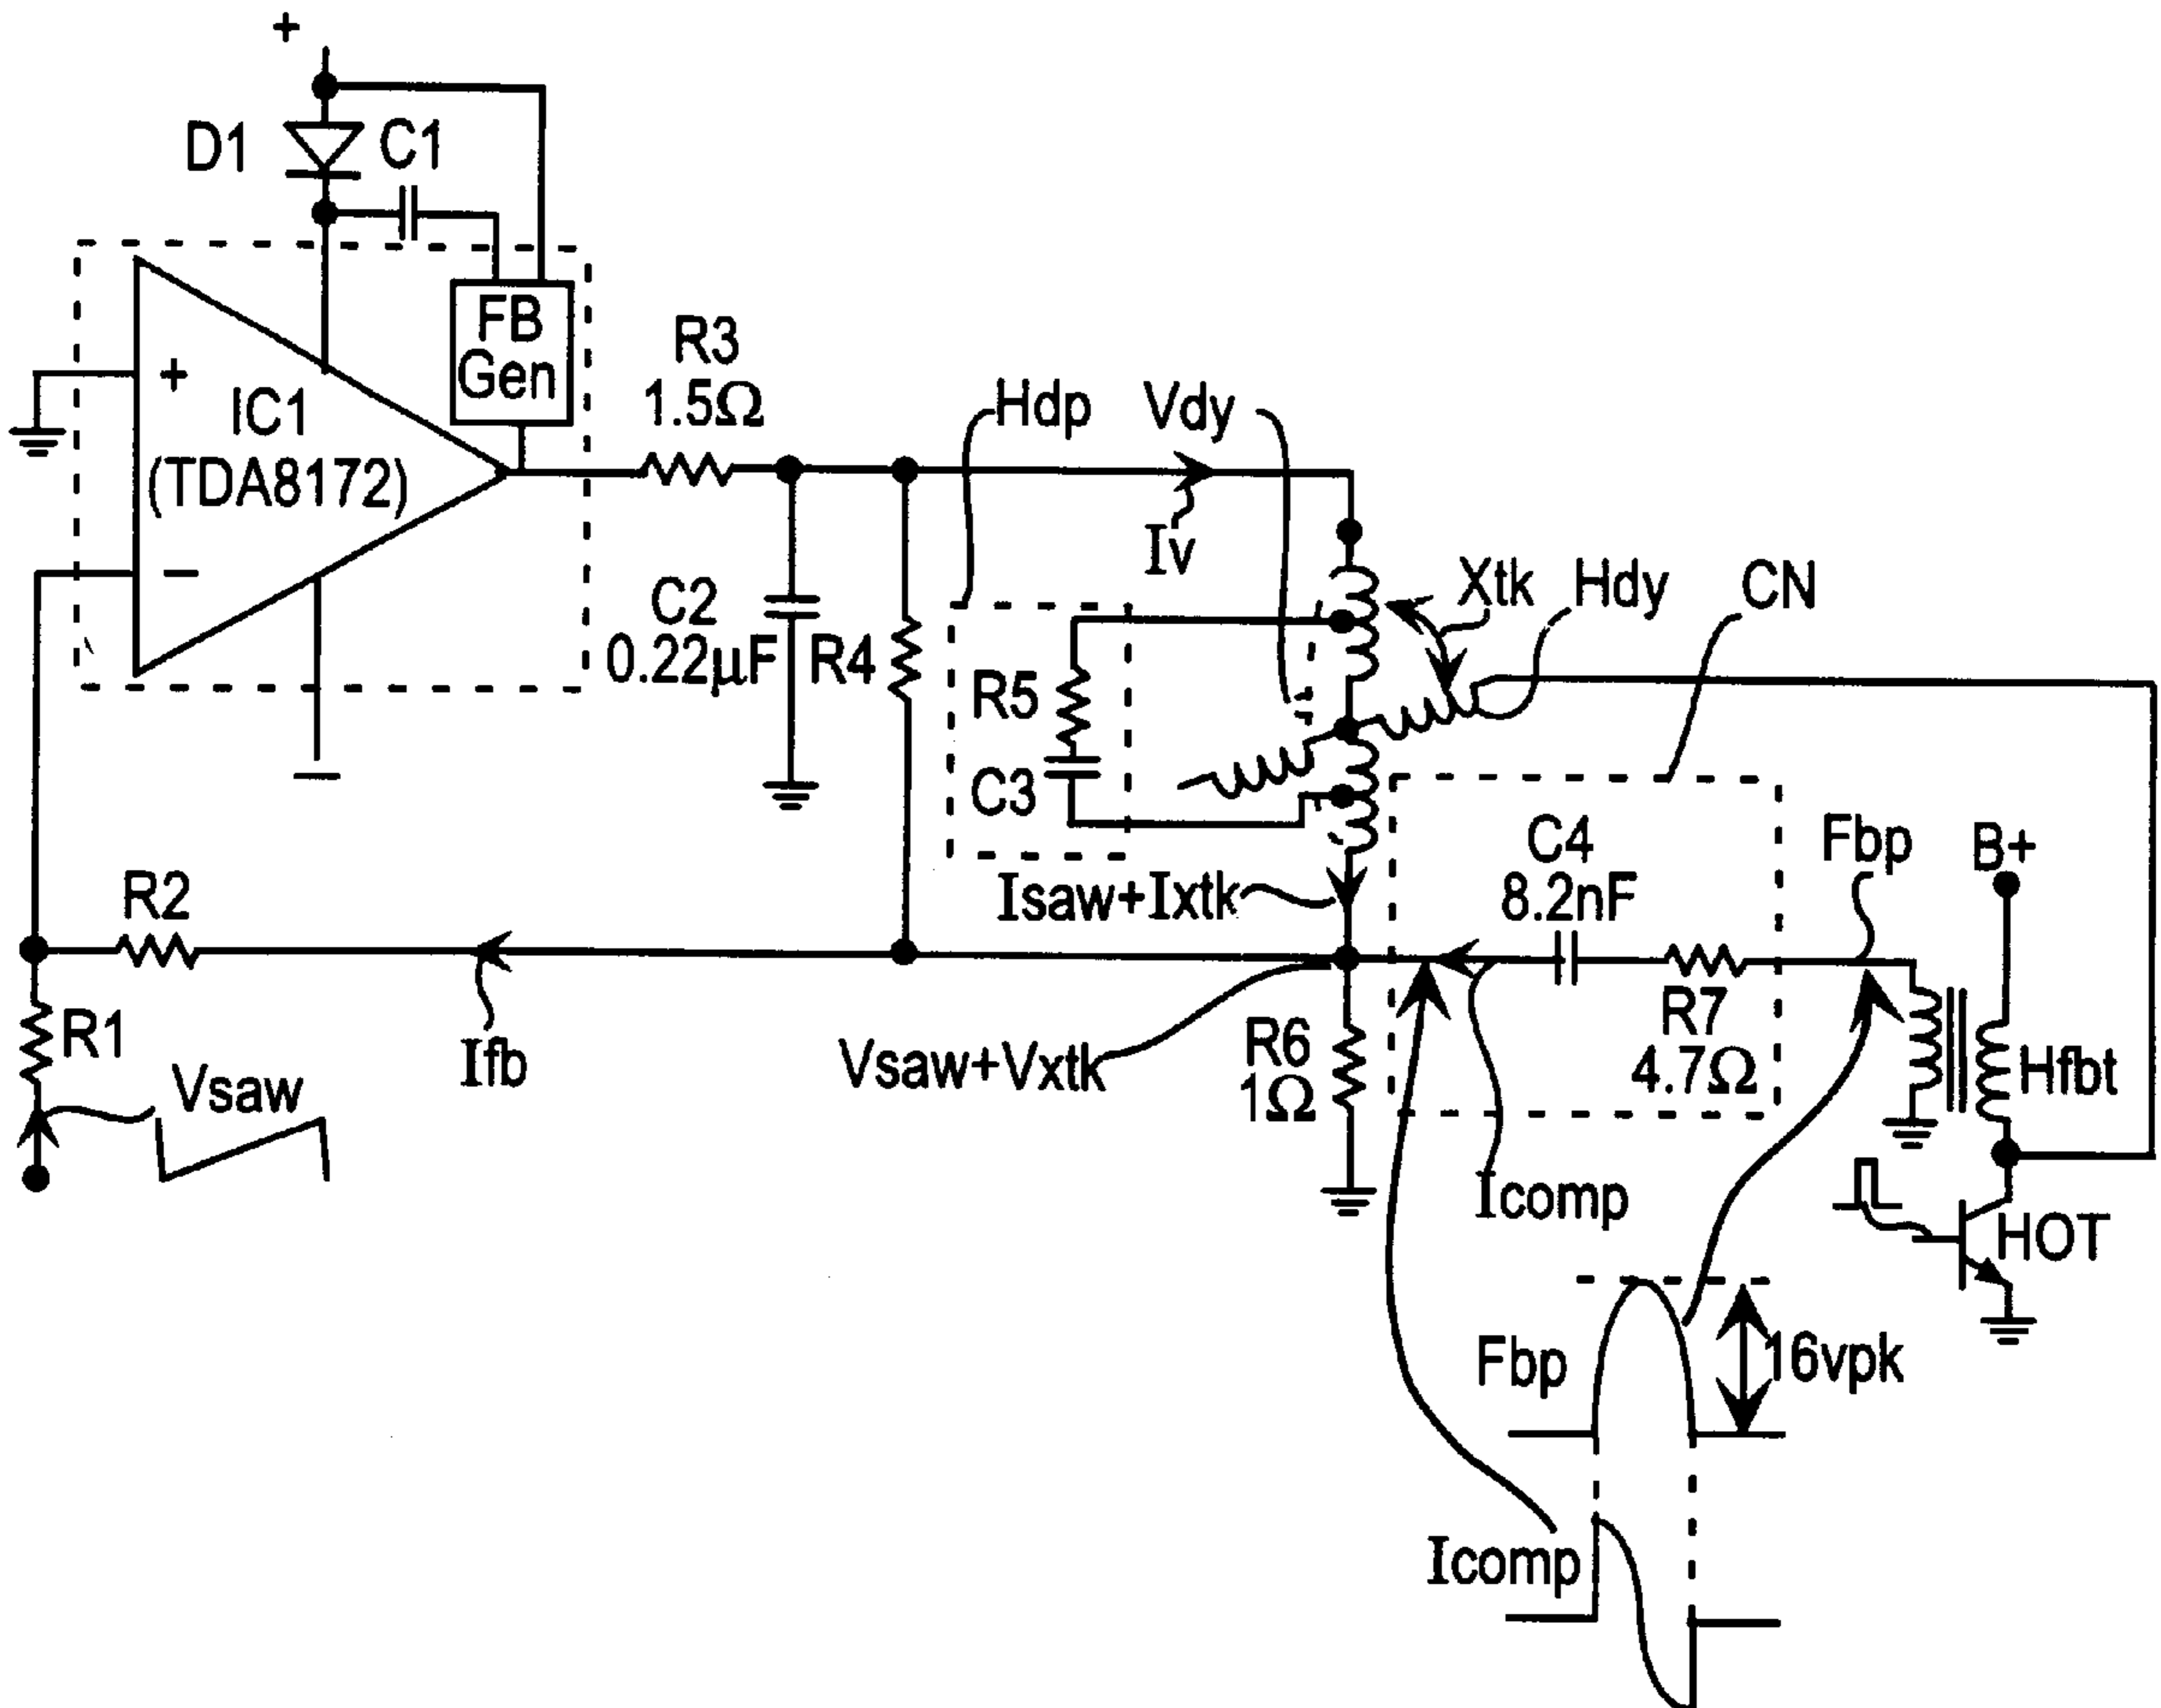 +
D1
C1
FB
Gen
+
IC1
(TDA8172)
−
−
R3
1.5Ω
Hdp
Vdy
Iv
Xtk
Hdy
CN
C2
0.22µF
R4
R5
C3
C4
8.2nF
Fbp
B+
Isaw+Ixtk
R2
R1
Vsaw
Ifb
Vsaw+Vxtk
R6
1Ω
R7
4.7Ω
Hfbt
Icomp
HOT
Fbp
16vpk
Icomp